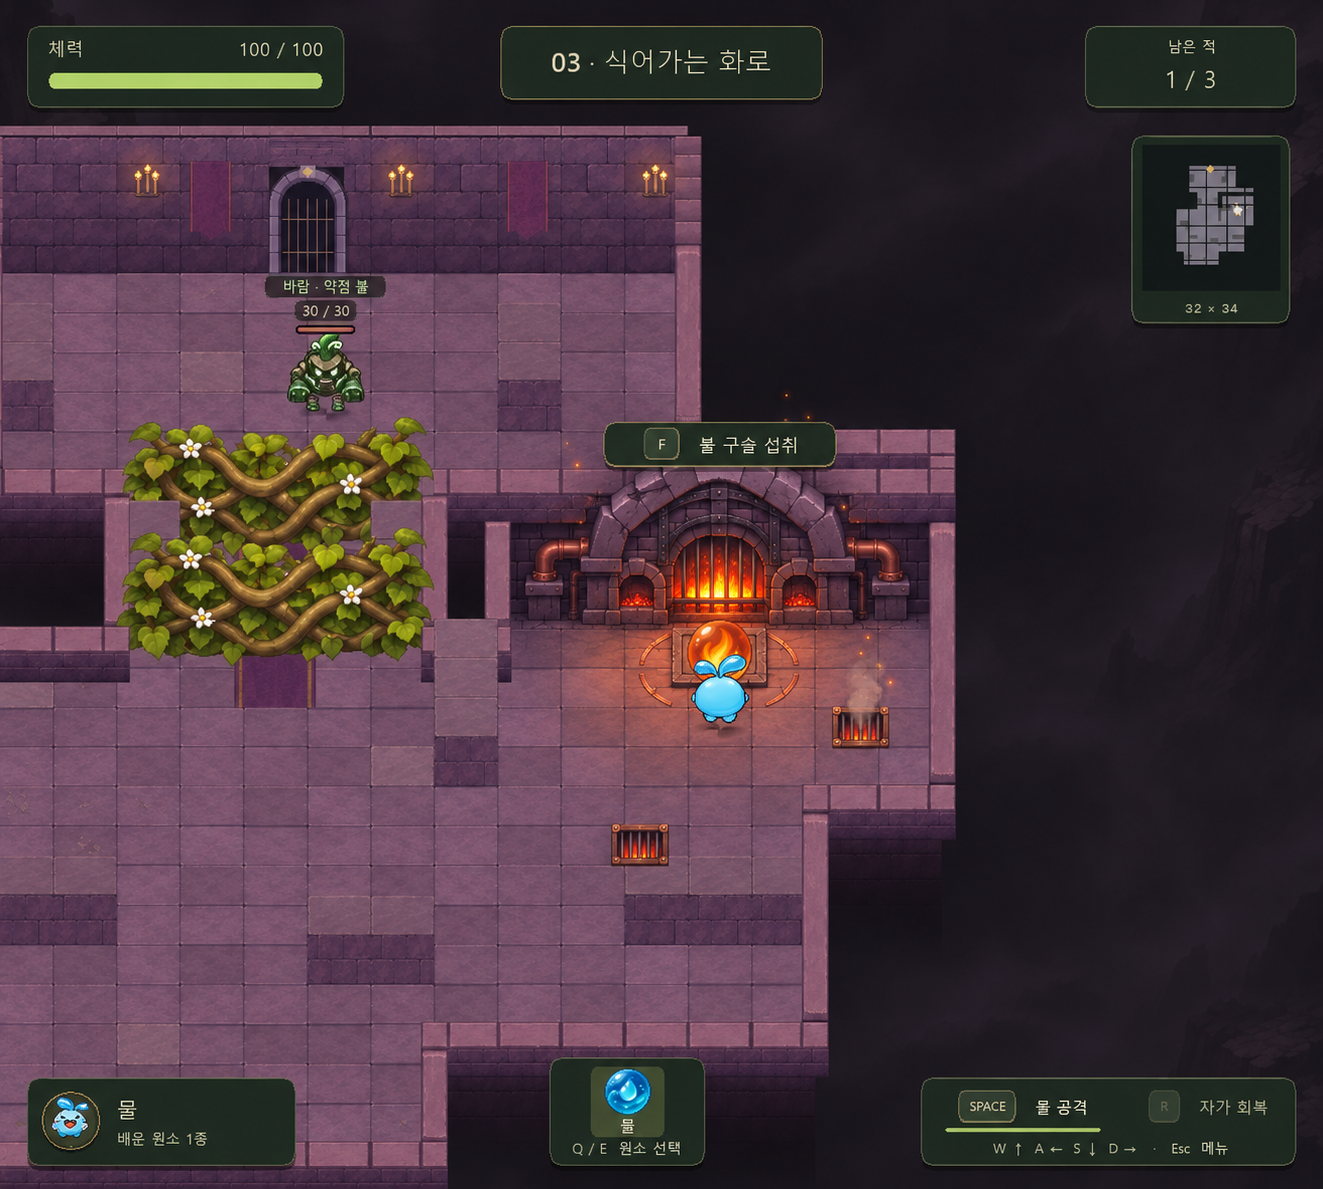 체력 100 / 100
03 · 식어가는 화로
남은 적
1 / 3
32 × 34
바람 · 약점 불
30 / 30
F 불 구슬 섭취
물
배운 원소 1종
물
Q / E 원소 선택
SPACE 물 공격 R 자가 회복
W ↑ A ← S ↓ D → · Esc 메뉴